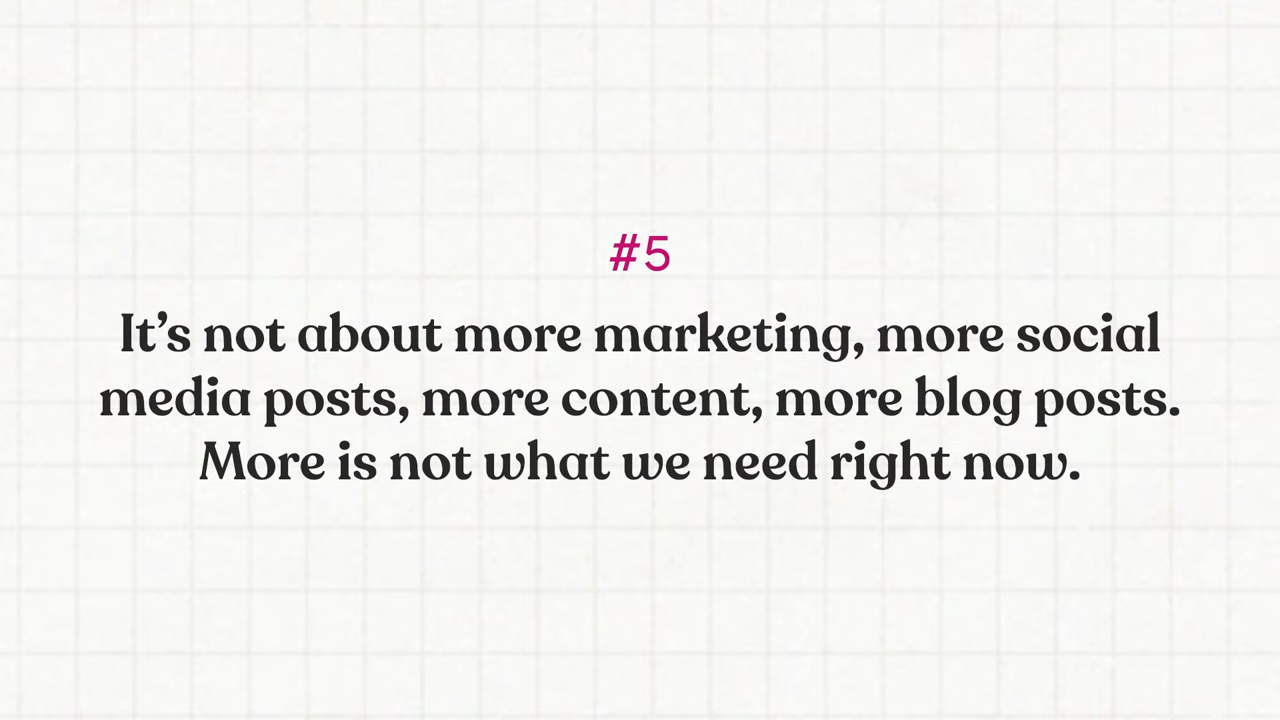 #5
It’s not about more marketing, more social
media posts, more content, more blog posts.
More is not what we need right now.